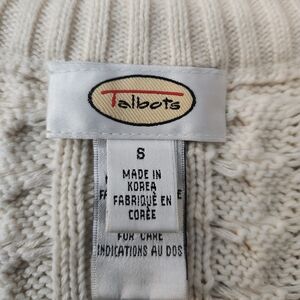 Talbots
S
MADE IN
KOREA
FABRIQUÉ EN
CORÉE
FOR CARE
INDICATIONS AU DOS